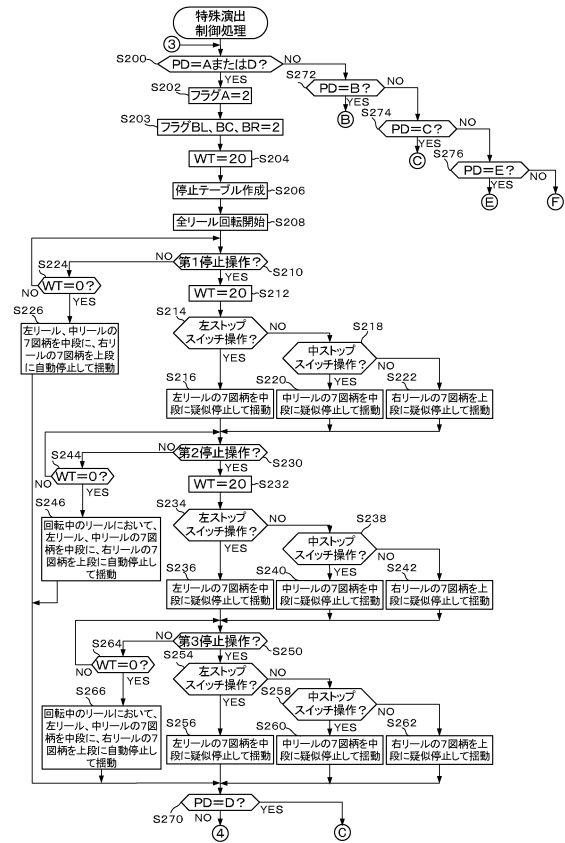 特殊演出
制御処理
③
S200
PD=AまたはD?
NO
YES
S272
PD=B?
NO
YES
Ⓑ
S202
フラグA=2
S274
PD=C?
NO
YES
Ⓒ
S203
フラグBL、BC、BR=2
S276
PD=E?
YES
NO
Ⓔ
Ⓕ
WT=20
S204
停止テーブル作成
S206
全リール回転開始
S208
第1停止操作?
NO
YES
S210
S224
WT=0?
NO
YES
WT=20
S212
S226
左リール、中リールの
7図柄を中段に、右リ
ールの7図柄を上段
に自動停止して揺動
S214
左ストップ
スイッチ操作?
NO
YES
S218
中ストップ
スイッチ操作?
NO
YES
S216
左リールの7図柄を中
段に疑似停止して揺動
S220
中リールの7図柄を中
段に疑似停止して揺動
S222
右リールの7図柄を上
段に疑似停止して揺動
第2停止操作?
NO
YES
S230
S244
WT=0?
NO
YES
WT=20
S232
S246
回転中のリールにおいて、
左リール、中リールの7図
柄を中段に、右リールの7
図柄を上段に自動停止し
て揺動
S234
左ストップ
スイッチ操作?
NO
YES
S238
中ストップ
スイッチ操作?
NO
YES
S236
左リールの7図柄を中
段に疑似停止して揺動
S240
中リールの7図柄を中
段に疑似停止して揺動
S242
右リールの7図柄を上
段に疑似停止して揺動
第3停止操作?
NO
YES
S250
S264
WT=0?
NO
YES
S266
回転中のリールにおいて、
左リール、中リールの7図
柄を中段に、右リールの7
図柄を上段に自動停止し
て揺動
S254
左ストップ
スイッチ操作?
NO
YES
S258
中ストップ
スイッチ操作?
NO
YES
S256
左リールの7図柄を中
段に疑似停止して揺動
S260
中リールの7図柄を中
段に疑似停止して揺動
S262
右リールの7図柄を上
段に疑似停止して揺動
PD=D?
S270
NO
YES
④
Ⓒ